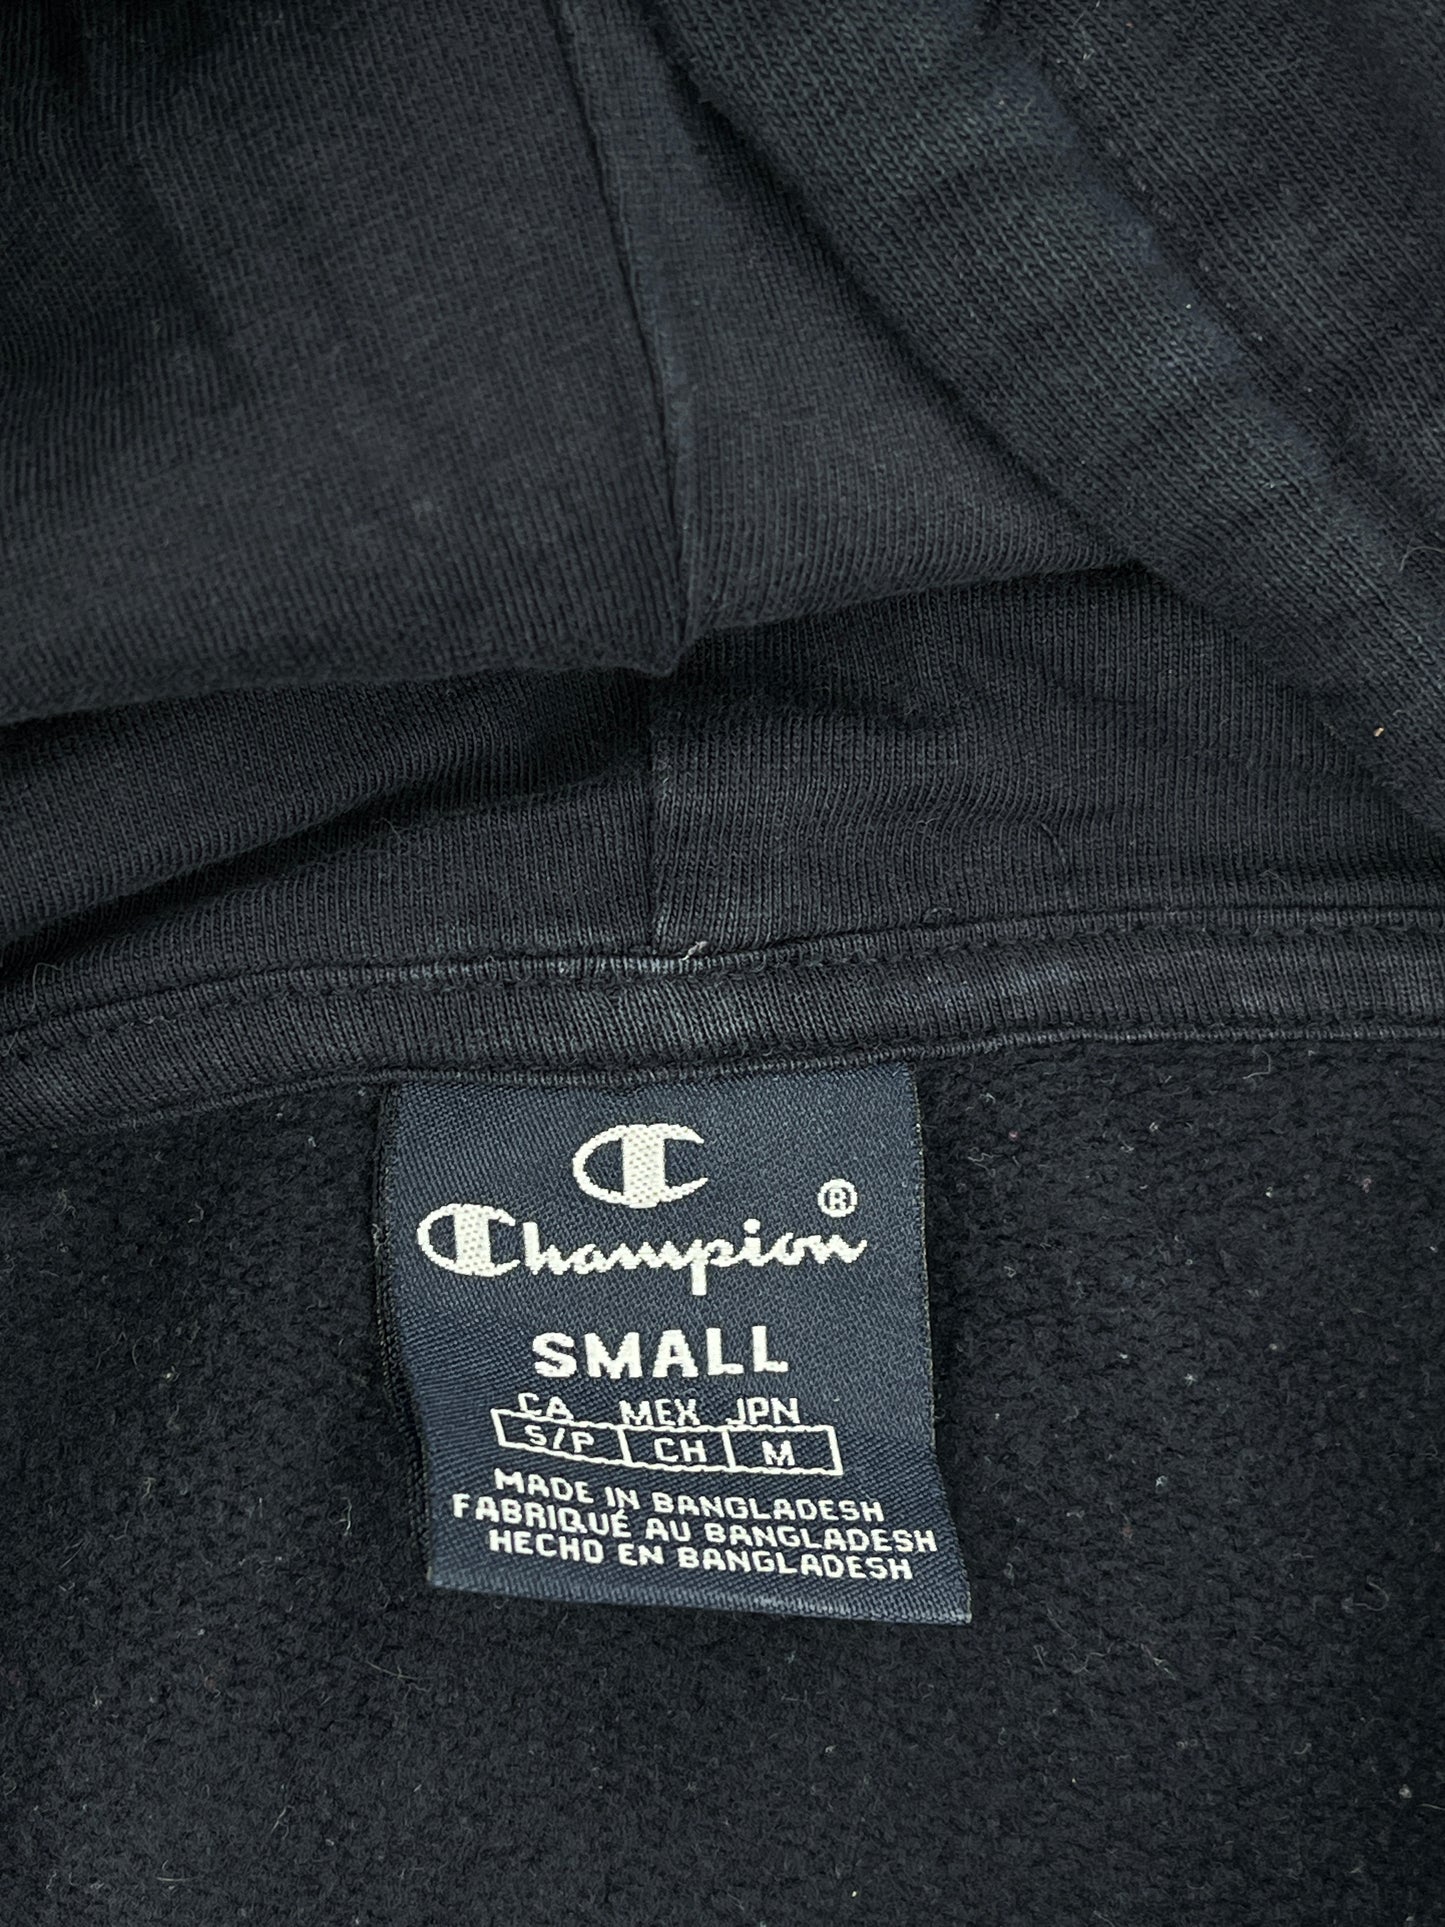 C
Champion®
SMALL
CA MEX JPN
S/P CH M
MADE IN BANGLADESH
FABRIQUÉ AU BANGLADESH
HECHO EN BANGLADESH